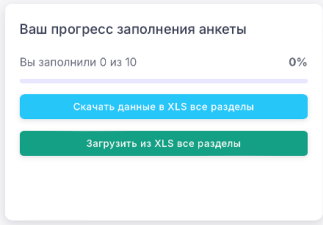 Ваш прогресс заполнения анкеты
Вы заполнили 0 из 10 0%
Скачать данные в XLS все разделы
Загрузить из XLS все разделы